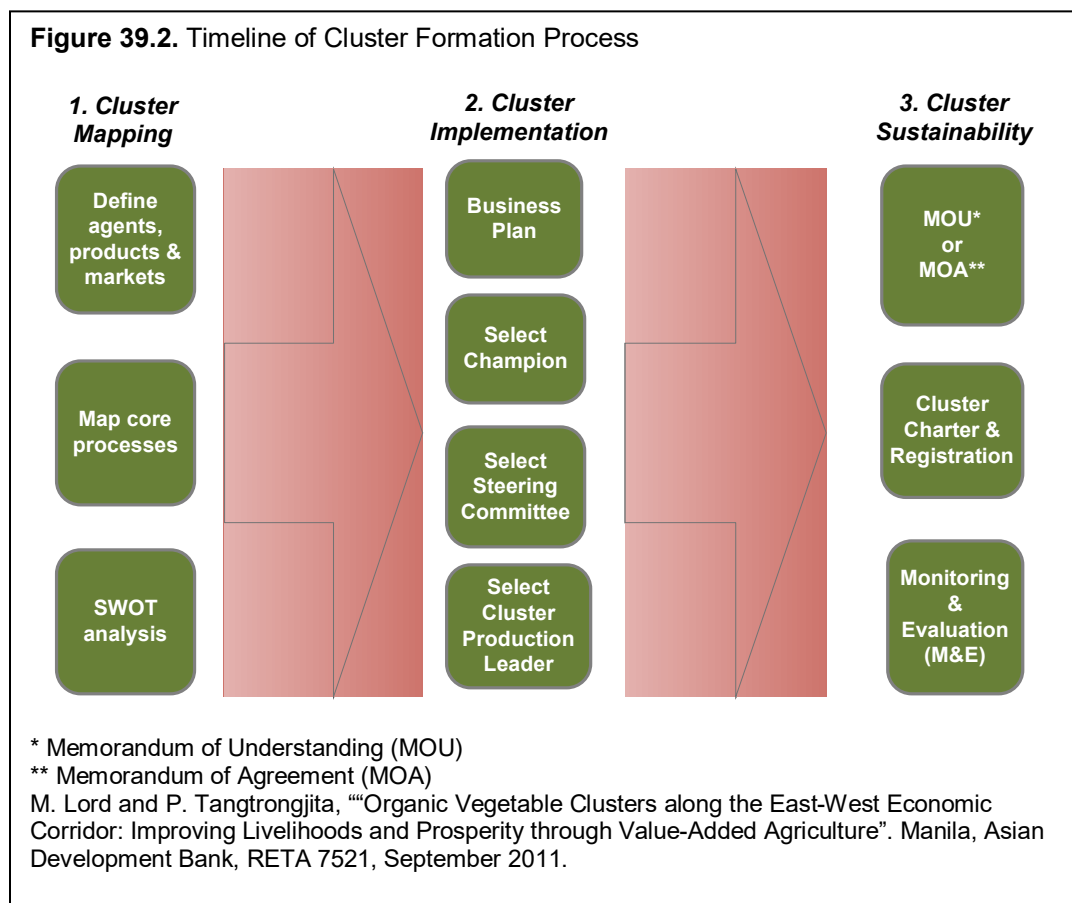 Figure 39.2. Timeline of Cluster Formation Process
1. Cluster
Mapping
Define
agents,
products &
markets
Map core
processes
SWOT
analysis
2. Cluster
Implementation
Business
Plan
Select
Champion
Select
Steering
Committee
Select
Cluster
Production
Leader
3. Cluster
Sustainability
MOU*
or
MOA**
Cluster
Charter &
Registration
Monitoring
&
Evaluation
(M&E)
* Memorandum of Understanding (MOU)
** Memorandum of Agreement (MOA)
M. Lord and P. Tangtrongjita, ““Organic Vegetable Clusters along the East-West Economic
Corridor: Improving Livelihoods and Prosperity through Value-Added Agriculture”. Manila, Asian
Development Bank, RETA 7521, September 2011.